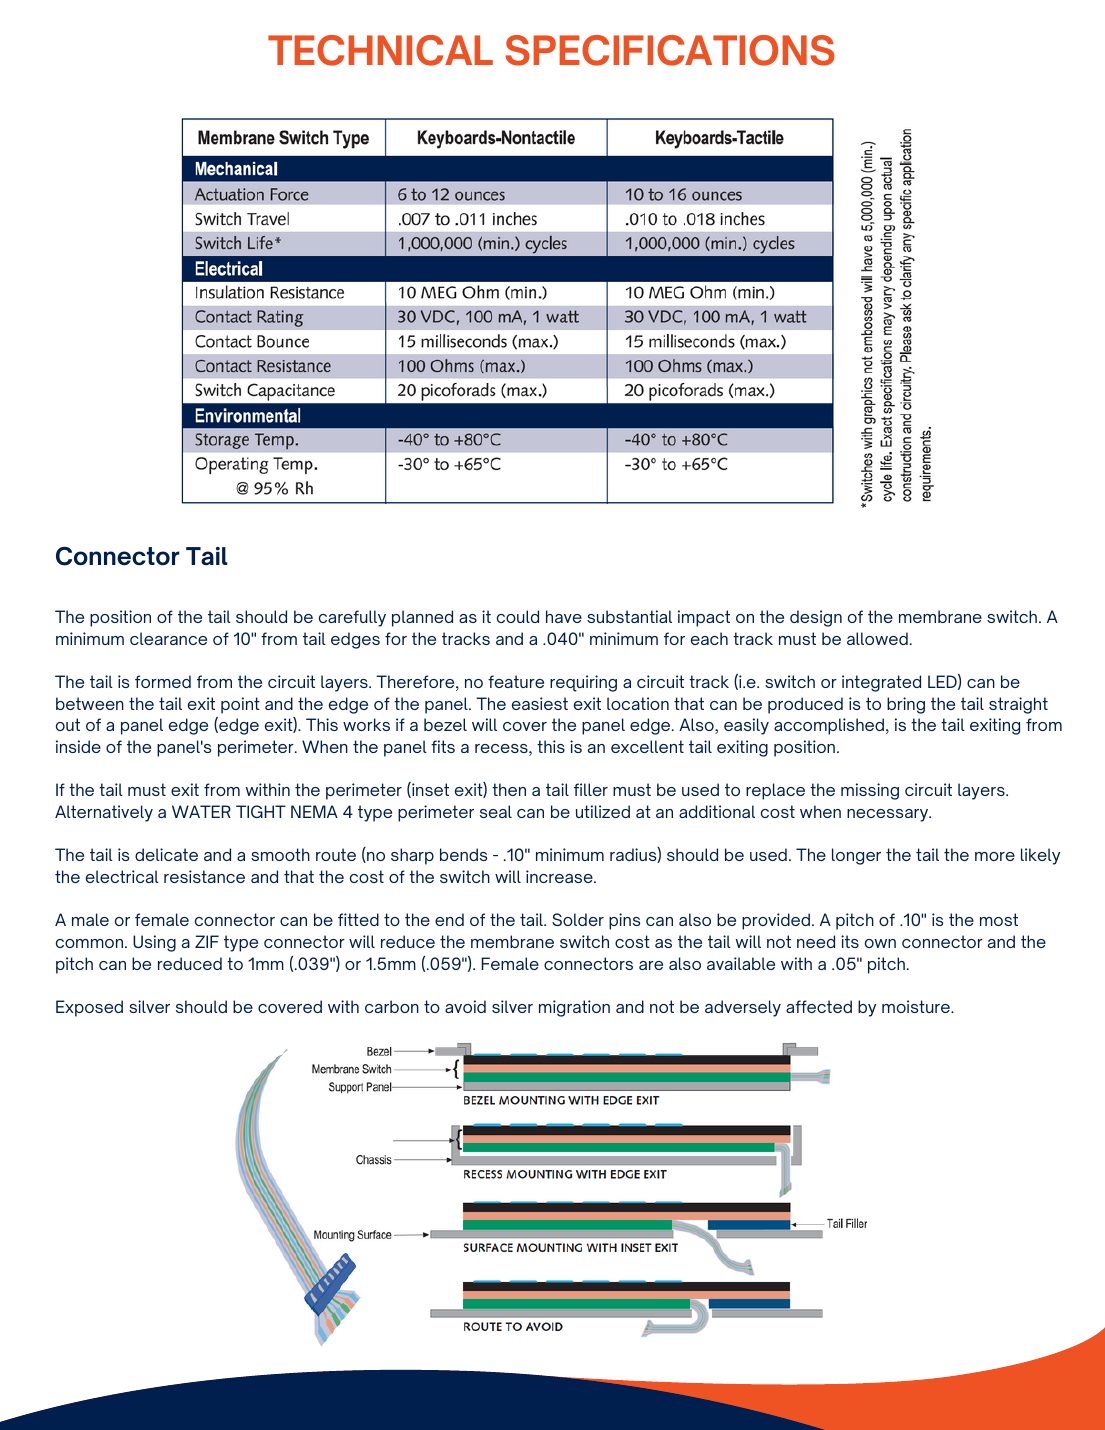 TECHNICAL SPECIFICATIONS
Membrane Switch Type Keyboards-Nontactile Keyboards-Tactile
Mechanical
Actuation Force 6 to 12 ounces 10 to 16 ounces
Switch Travel .007 to .011 inches .010 to .018 inches
Switch Life* 1,000,000 (min.) cycles 1,000,000 (min.) cycles
Electrical
Insulation Resistance 10 MEG Ohm (min.) 10 MEG Ohm (min.)
Contact Rating 30 VDC, 100 mA, 1 watt 30 VDC, 100 mA, 1 watt
Contact Bounce 15 milliseconds (max.) 15 milliseconds (max.)
Contact Resistance 100 Ohms (max.) 100 Ohms (max.)
Switch Capacitance 20 picoforads (max.) 20 picoforads (max.)
Environmental
Storage Temp. -40° to +80°C -40° to +80°C
Operating Temp. -30° to +65°C -30° to +65°C
@ 95% Rh
*Switches with graphics not embossed will have a 5,000,000 (min.)
cycle life. Exact specifications may vary depending upon actual
construction and circuitry. Please ask to clarify any specific application
requirements.
Connector Tail
The position of the tail should be carefully planned as it could have substantial impact on the design of the membrane switch. A
minimum clearance of 10" from tail edges for the tracks and a .040" minimum for each track must be allowed.
The tail is formed from the circuit layers. Therefore, no feature requiring a circuit track (i.e. switch or integrated LED) can be
between the tail exit point and the edge of the panel. The easiest exit location that can be produced is to bring the tail straight
out of a panel edge (edge exit). This works if a bezel will cover the panel edge. Also, easily accomplished, is the tail exiting from
inside of the panel's perimeter. When the panel fits a recess, this is an excellent tail exiting position.
If the tail must exit from within the perimeter (inset exit) then a tail filler must be used to replace the missing circuit layers.
Alternatively a WATER TIGHT NEMA 4 type perimeter seal can be utilized at an additional cost when necessary.
The tail is delicate and a smooth route (no sharp bends - .10" minimum radius) should be used. The longer the tail the more likely
the electrical resistance and that the cost of the switch will increase.
A male or female connector can be fitted to the end of the tail. Solder pins can also be provided. A pitch of .10" is the most
common. Using a ZIF type connector will reduce the membrane switch cost as the tail will not need its own connector and the
pitch can be reduced to 1mm (.039") or 1.5mm (.059"). Female connectors are also available with a .05" pitch.
Exposed silver should be covered with carbon to avoid silver migration and not be adversely affected by moisture.
Bezel
Membrane Switch
Support Panel
BEZEL MOUNTING WITH EDGE EXIT
Chassis
RECESS MOUNTING WITH EDGE EXIT
Tail Filler
Mounting Surface
SURFACE MOUNTING WITH INSET EXIT
ROUTE TO AVOID